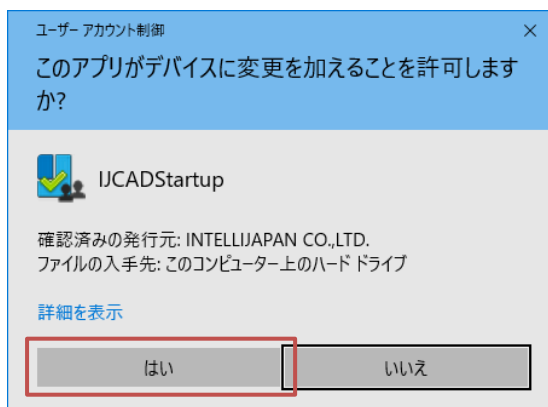 ユーザー アカウント制御
このアプリがデバイスに変更を加えることを許可します
か?
IJCADStartup
確認済みの発行元: INTELLIJAPAN CO.,LTD.
ファイルの入手先: このコンピューター上のハード ドライブ
詳細を表示
はい
いいえ